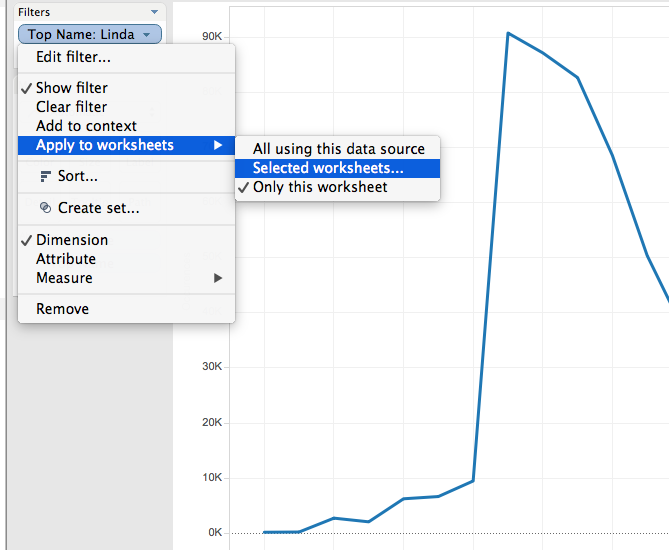 Filters
Top Name: Linda
Edit filter...
Show filter
Clear filter
Add to context
Apply to worksheets
Sort...
Create set...
Dimension
Attribute
Measure
Remove
All using this data source
Selected worksheets...
Only this worksheet
90K
30K
20K
10K
0K